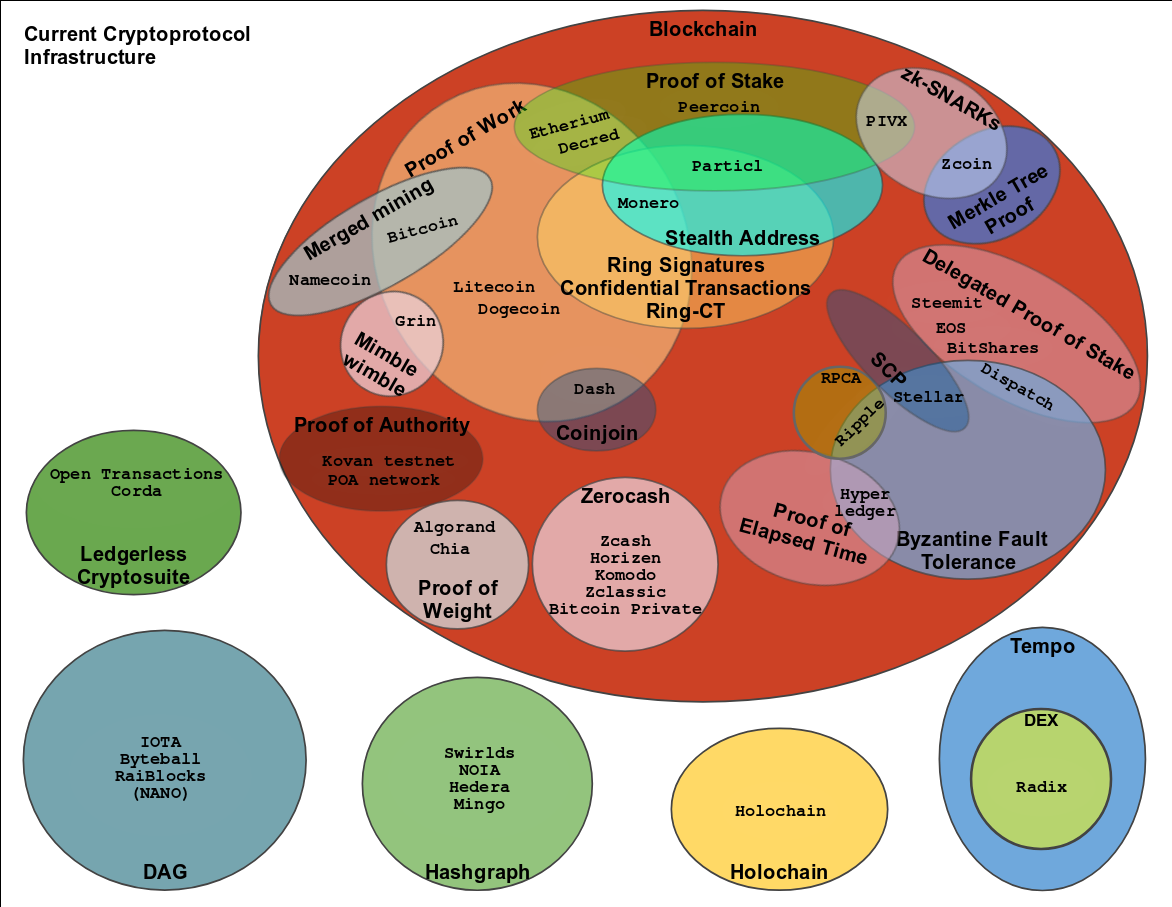 Current Cryptoprotocol
Infrastructure
Blockchain
Proof of Stake
Peercoin
zk-SNARKs
PIVX
Zcoin
Merkle Tree
Proof
Proof of Work
Etherium
Decred
Particl
Monero
Stealth Address
Ring Signatures
Confidential Transactions
Ring-CT
Merged mining
Bitcoin
Namecoin
Litecoin
Dogecoin
Grin
Mimble
wimble
Dash
Coinjoin
Delegated Proof of Stake
Steemit
EOS
BitShares
Dispatch
SCP
Stellar
RPCA
Ripple
Hyper
ledger
Byzantine Fault
Tolerance
Proof of
Elapsed Time
Proof of Authority
Kovan testnet
POA network
Algorand
Chia
Proof of
Weight
Zerocash
Zcash
Horizen
Komodo
Zclassic
Bitcoin Private
Open Transactions
Corda
Ledgerless
Cryptosuite
IOTA
Byteball
RaiBlocks
(NANO)
DAG
Swirlds
NOIA
Hedera
Mingo
Hashgraph
Holochain
Holochain
Tempo
DEX
Radix